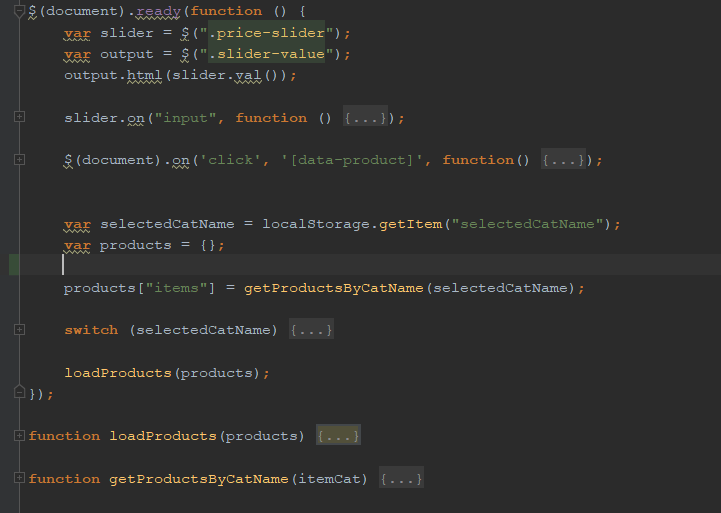 $(document).ready(function () {
var slider = $(".price-slider");
var output = $(".slider-value");
output.html(slider.val());
slider.on("input", function () {...});
$(document).on('click', '[data-product]', function() {...});
var selectedCatName = localStorage.getItem("selectedCatName");
var products = {};
products["items"] = getProductsByCatName(selectedCatName);
switch (selectedCatName) {...}
loadProducts(products);
});
function loadProducts(products) {...}
function getProductsByCatName(itemCat) {...}